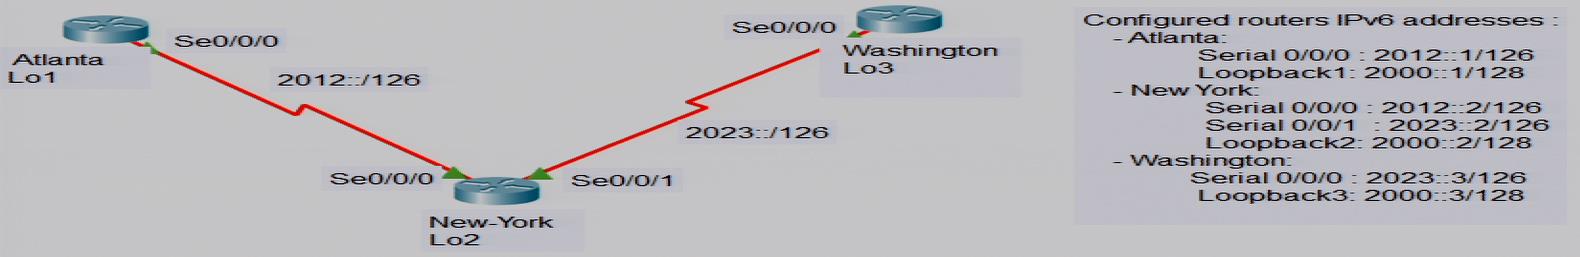 Se0/0/0
Atlanta
Lo1
2012::/126
Se0/0/0
Washington
Lo3
2023::/126
Se0/0/0
Se0/0/1
New-York
Lo2
Configured routers IPv6 addresses :
- Atlanta:
Serial 0/0/0 : 2012::1/126
Loopback1: 2000::1/128
- New York:
Serial 0/0/0 : 2012::2/126
Serial 0/0/1 : 2023::2/126
Loopback2: 2000::2/128
- Washington:
Serial 0/0/0 : 2023::3/126
Loopback3: 2000::3/128